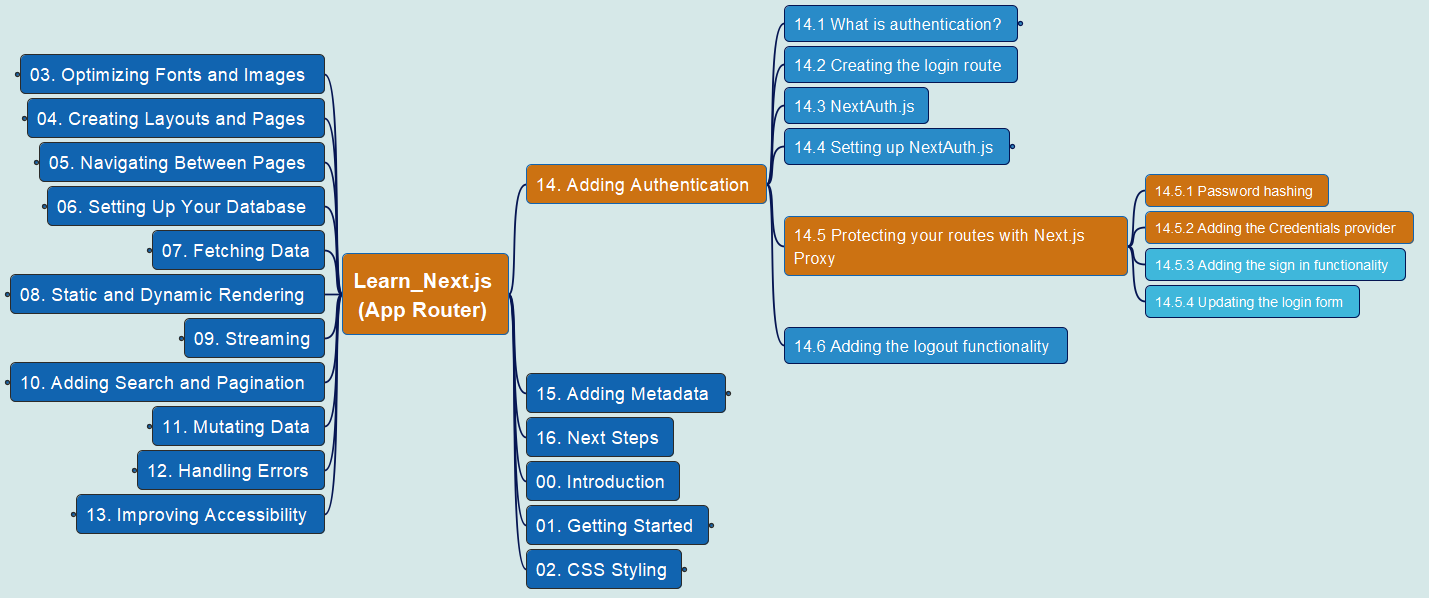 Learn_Next.js
(App Router)
03. Optimizing Fonts and Images
04. Creating Layouts and Pages
05. Navigating Between Pages
06. Setting Up Your Database
07. Fetching Data
08. Static and Dynamic Rendering
09. Streaming
10. Adding Search and Pagination
11. Mutating Data
12. Handling Errors
13. Improving Accessibility
14. Adding Authentication
14.1 What is authentication?
14.2 Creating the login route
14.3 NextAuth.js
14.4 Setting up NextAuth.js
14.5 Protecting your routes with Next.js
Proxy
14.5.1 Password hashing
14.5.2 Adding the Credentials provider
14.5.3 Adding the sign in functionality
14.5.4 Updating the login form
14.6 Adding the logout functionality
15. Adding Metadata
16. Next Steps
00. Introduction
01. Getting Started
02. CSS Styling